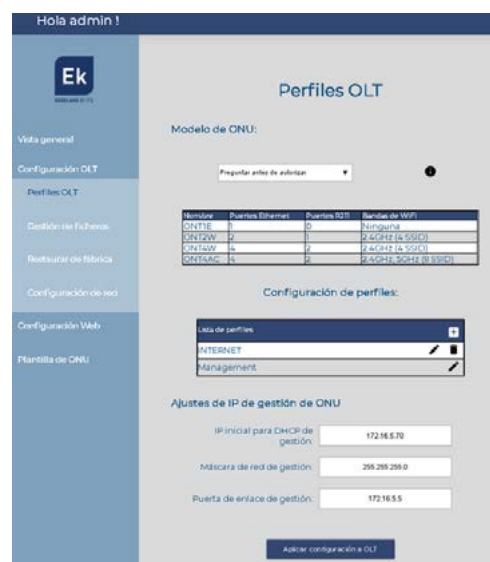 Hola admin !
Ek
Perfiles OLT
Modelo de ONU:
Vista general
Configuración OLT
Preguntar antes de autorizar
Perfiles OLT
Gestión de ficheros
Nombre Puertos Ethernet Puertos RJ11 Bandas de WiFi
ONT1E 1 0 Ninguna
ONT2W 2 1 2.4GHz (4 SSID)
ONT4W 4 2 2.4GHz (4 SSID)
ONT4AC 4 2 2.4GHz, 5GHz (8 SSID)
Restaurar de fábrica
Configuración de red
Configuración de perfiles:
Configuración Web
Lista de perfiles +
INTERNET
Plantilla de ONU
Management
Ajustes de IP de gestión de ONU
IP inicial para DHCP de gestión: 172.16.5.70
Máscara de red de gestión: 255.255.255.0
Puerta de enlace de gestión: 172.16.5.5
Aplicar configuración a OLT